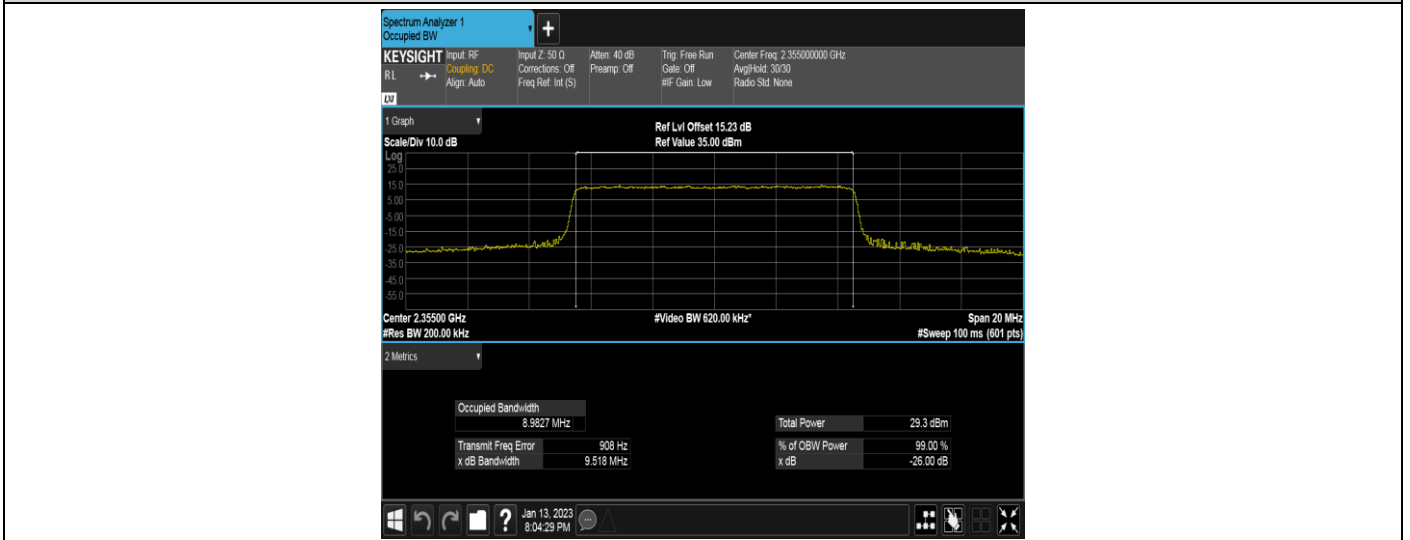 Spectrum Analyzer 1
Occupied BW
+
KEYSIGHT
RL
LXI
Input: RF
Coupling: DC
Align: Auto
Input Z: 50 Ω
Corrections: Off
Freq Ref: Int (S)
Atten: 40 dB
Preamp: Off
Trig: Free Run
Gate: Off
#IF Gain: Low
Center Freq: 2.355000000 GHz
Avg|Hold: 30/30
Radio Std: None
1 Graph
Scale/Div 10.0 dB
Ref Lvl Offset 15.23 dB
Ref Value 35.00 dBm
Log
25.0
15.0
5.00
-5.00
-15.0
-25.0
-35.0
-45.0
-55.0
Center 2.35500 GHz
#Res BW 200.00 kHz
#Video BW 620.00 kHz*
Span 20 MHz
#Sweep 100 ms (601 pts)
2 Metrics
Occupied Bandwidth
8.9827 MHz
Transmit Freq Error 908 Hz
x dB Bandwidth 9.518 MHz
Total Power 29.3 dBm
% of OBW Power 99.00 %
x dB -26.00 dB
?
Jan 13, 2023
8:04:29 PM